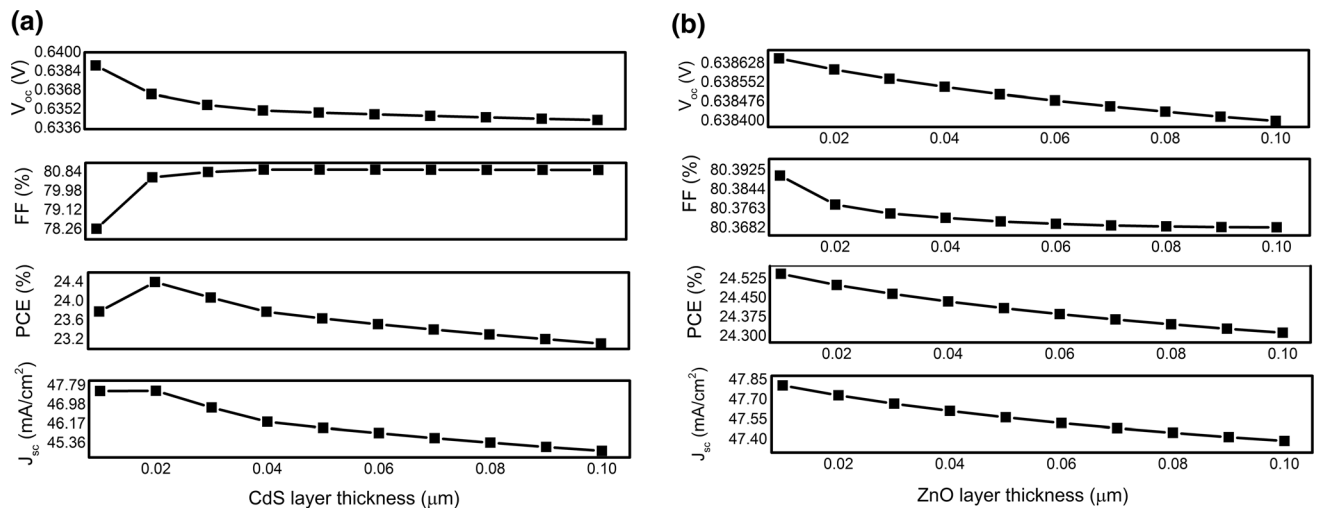 (a)
V_oc (V)
0.6400
0.6384
0.6368
0.6352
0.6336
FF (%)
80.84
79.98
79.12
78.26
PCE (%)
24.4
24.0
23.6
23.2
J_sc (mA/cm²)
47.79
46.98
46.17
45.36
0.02 0.04 0.06 0.08 0.10
CdS layer thickness (μm)
(b)
V_oc (V)
0.638628
0.638552
0.638476
0.638400
0.02 0.04 0.06 0.08 0.10
FF (%)
80.3925
80.3844
80.3763
80.3682
0.02 0.04 0.06 0.08 0.10
PCE (%)
24.525
24.450
24.375
24.300
0.02 0.04 0.06 0.08 0.10
J_sc (mA/cm²)
47.85
47.70
47.55
47.40
0.02 0.04 0.06 0.08 0.10
ZnO layer thickness (μm)